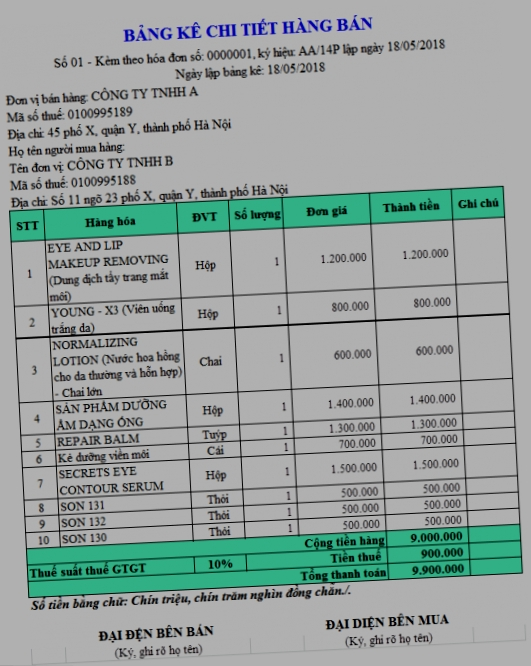 BẢNG KÊ CHI TIẾT HÀNG BÁN
Số 01 - Kèm theo hóa đơn số: 0000001, ký hiệu: AA/14P lập ngày 18/05/2018
Ngày lập bảng kê: 18/05/2018
Đơn vị bán hàng: CÔNG TY TNHH A
Mã số thuế: 0100995189
Địa chỉ: 45 phố X, quận Y, thành phố Hà Nội
Họ tên người mua hàng:
Tên đơn vị: CÔNG TY TNHH B
Mã số thuế: 0100995188
Địa chỉ: Số 11 ngõ 23 phố X, quận Y, thành phố Hà Nội
STT Hàng hóa ĐVT Số lượng Đơn giá Thành tiền Ghi chú
EYE AND LIP
MAKEUP REMOVING
(Dung dịch tẩy trang mắt
môi)
1 Hộp 1 1.200.000 1.200.000
YOUNG - X3 (Viên uống
trắng da)
2 Hộp 1 800.000 800.000
NORMALIZING
LOTION (Nước hoa hồng
cho da thường và hỗn hợp)
- Chai lớn
3 Chai 1 600.000 600.000
SẢN PHẨM DƯỠNG
ẨM DẠNG ỐNG
4 Hộp 1 1.400.000 1.400.000
5 REPAIR BALM Tuýp 1 1.300.000 1.300.000
6 Kẻ dưỡng viền môi Cái 1 700.000 700.000
SECRETS EYE
CONTOUR SERUM
7 Hộp 1 1.500.000 1.500.000
8 SON 131 Thỏi 1 500.000 500.000
9 SON 132 Thỏi 1 500.000 500.000
10 SON 130 Thỏi 1 500.000 500.000
Cộng tiền hàng 9.000.000
Thuế suất thuế GTGT 10% Tiền thuế 900.000
Tổng thanh toán 9.900.000
Số tiền bằng chữ: Chín triệu, chín trăm nghìn đồng chẵn./.
ĐẠI ĐỆN BÊN BÁN ĐẠI DIỆN BÊN MUA
(Ký, ghi rõ họ tên) (Ký, ghi rõ họ tên)